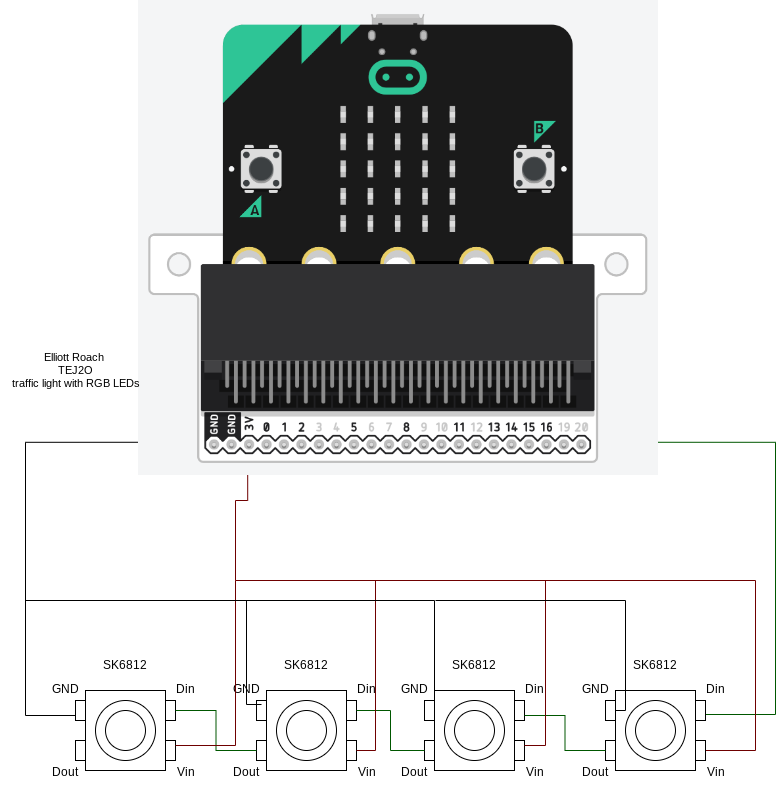 B
A
Elliott Roach
TEJ2O
traffic light with RGB LEDs
GND GND 3V 0 1 2 3 4 5 6 7 8 9 10 11 12 13 14 15 16 19 20
SK6812 SK6812 SK6812 SK6812
GND Din GND Din GND Din GND Din
Dout Vin Dout Vin Dout Vin Dout Vin